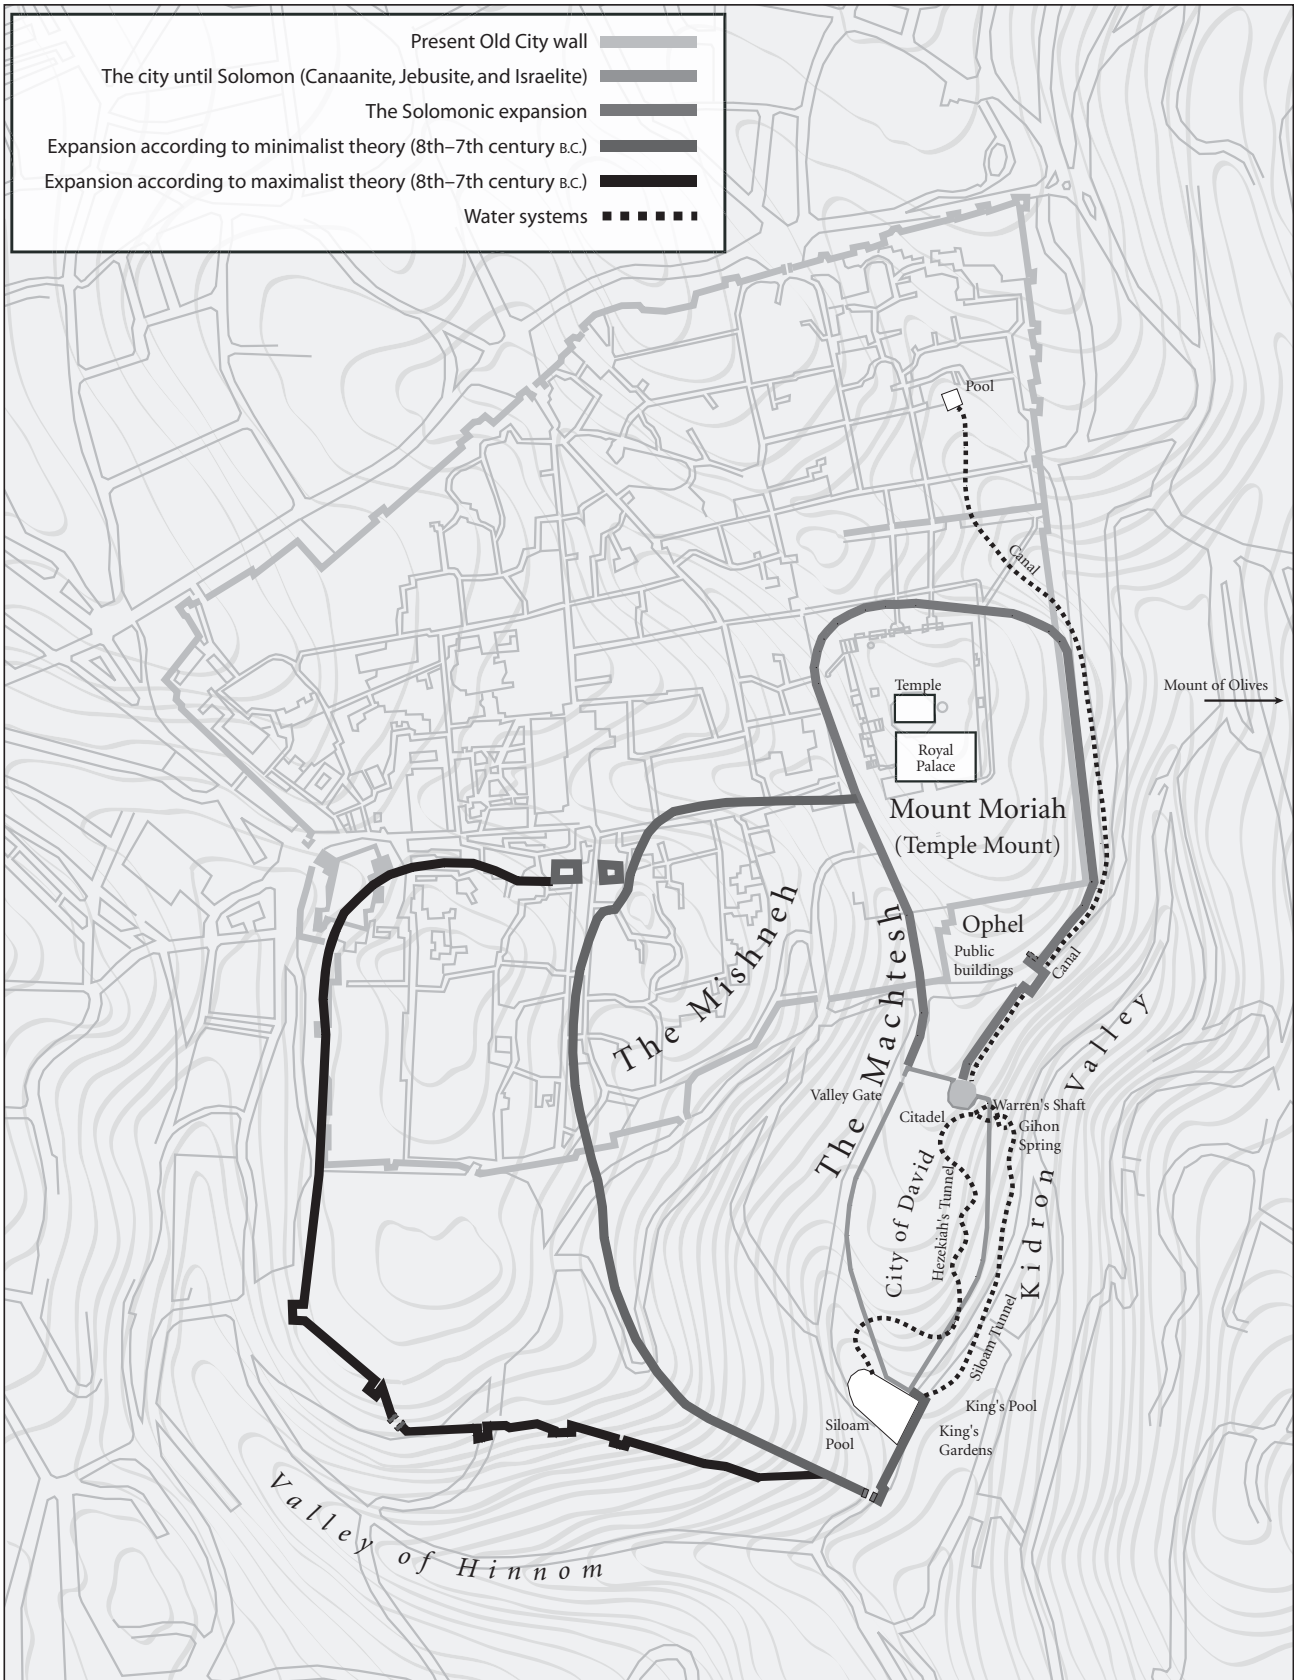 Present Old City wall
The city until Solomon (Canaanite, Jebusite, and Israelite)
The Solomonic expansion
Expansion according to minimalist theory (8th–7th century B.C.)
Expansion according to maximalist theory (8th–7th century B.C.)
Water systems
Pool
Canal
Temple
Mount of Olives
Royal
Palace
Mount Moriah
(Temple Mount)
The Mishneh
The Machtesh
Ophel
Public
buildings
Canal
Kidron Valley
Valley Gate
Citadel
Warren's Shaft
Gihon
Spring
City of David
Hezekiah's Tunnel
Siloam Tunnel
King's Pool
Siloam
Pool
King's
Gardens
Valley of Hinnom